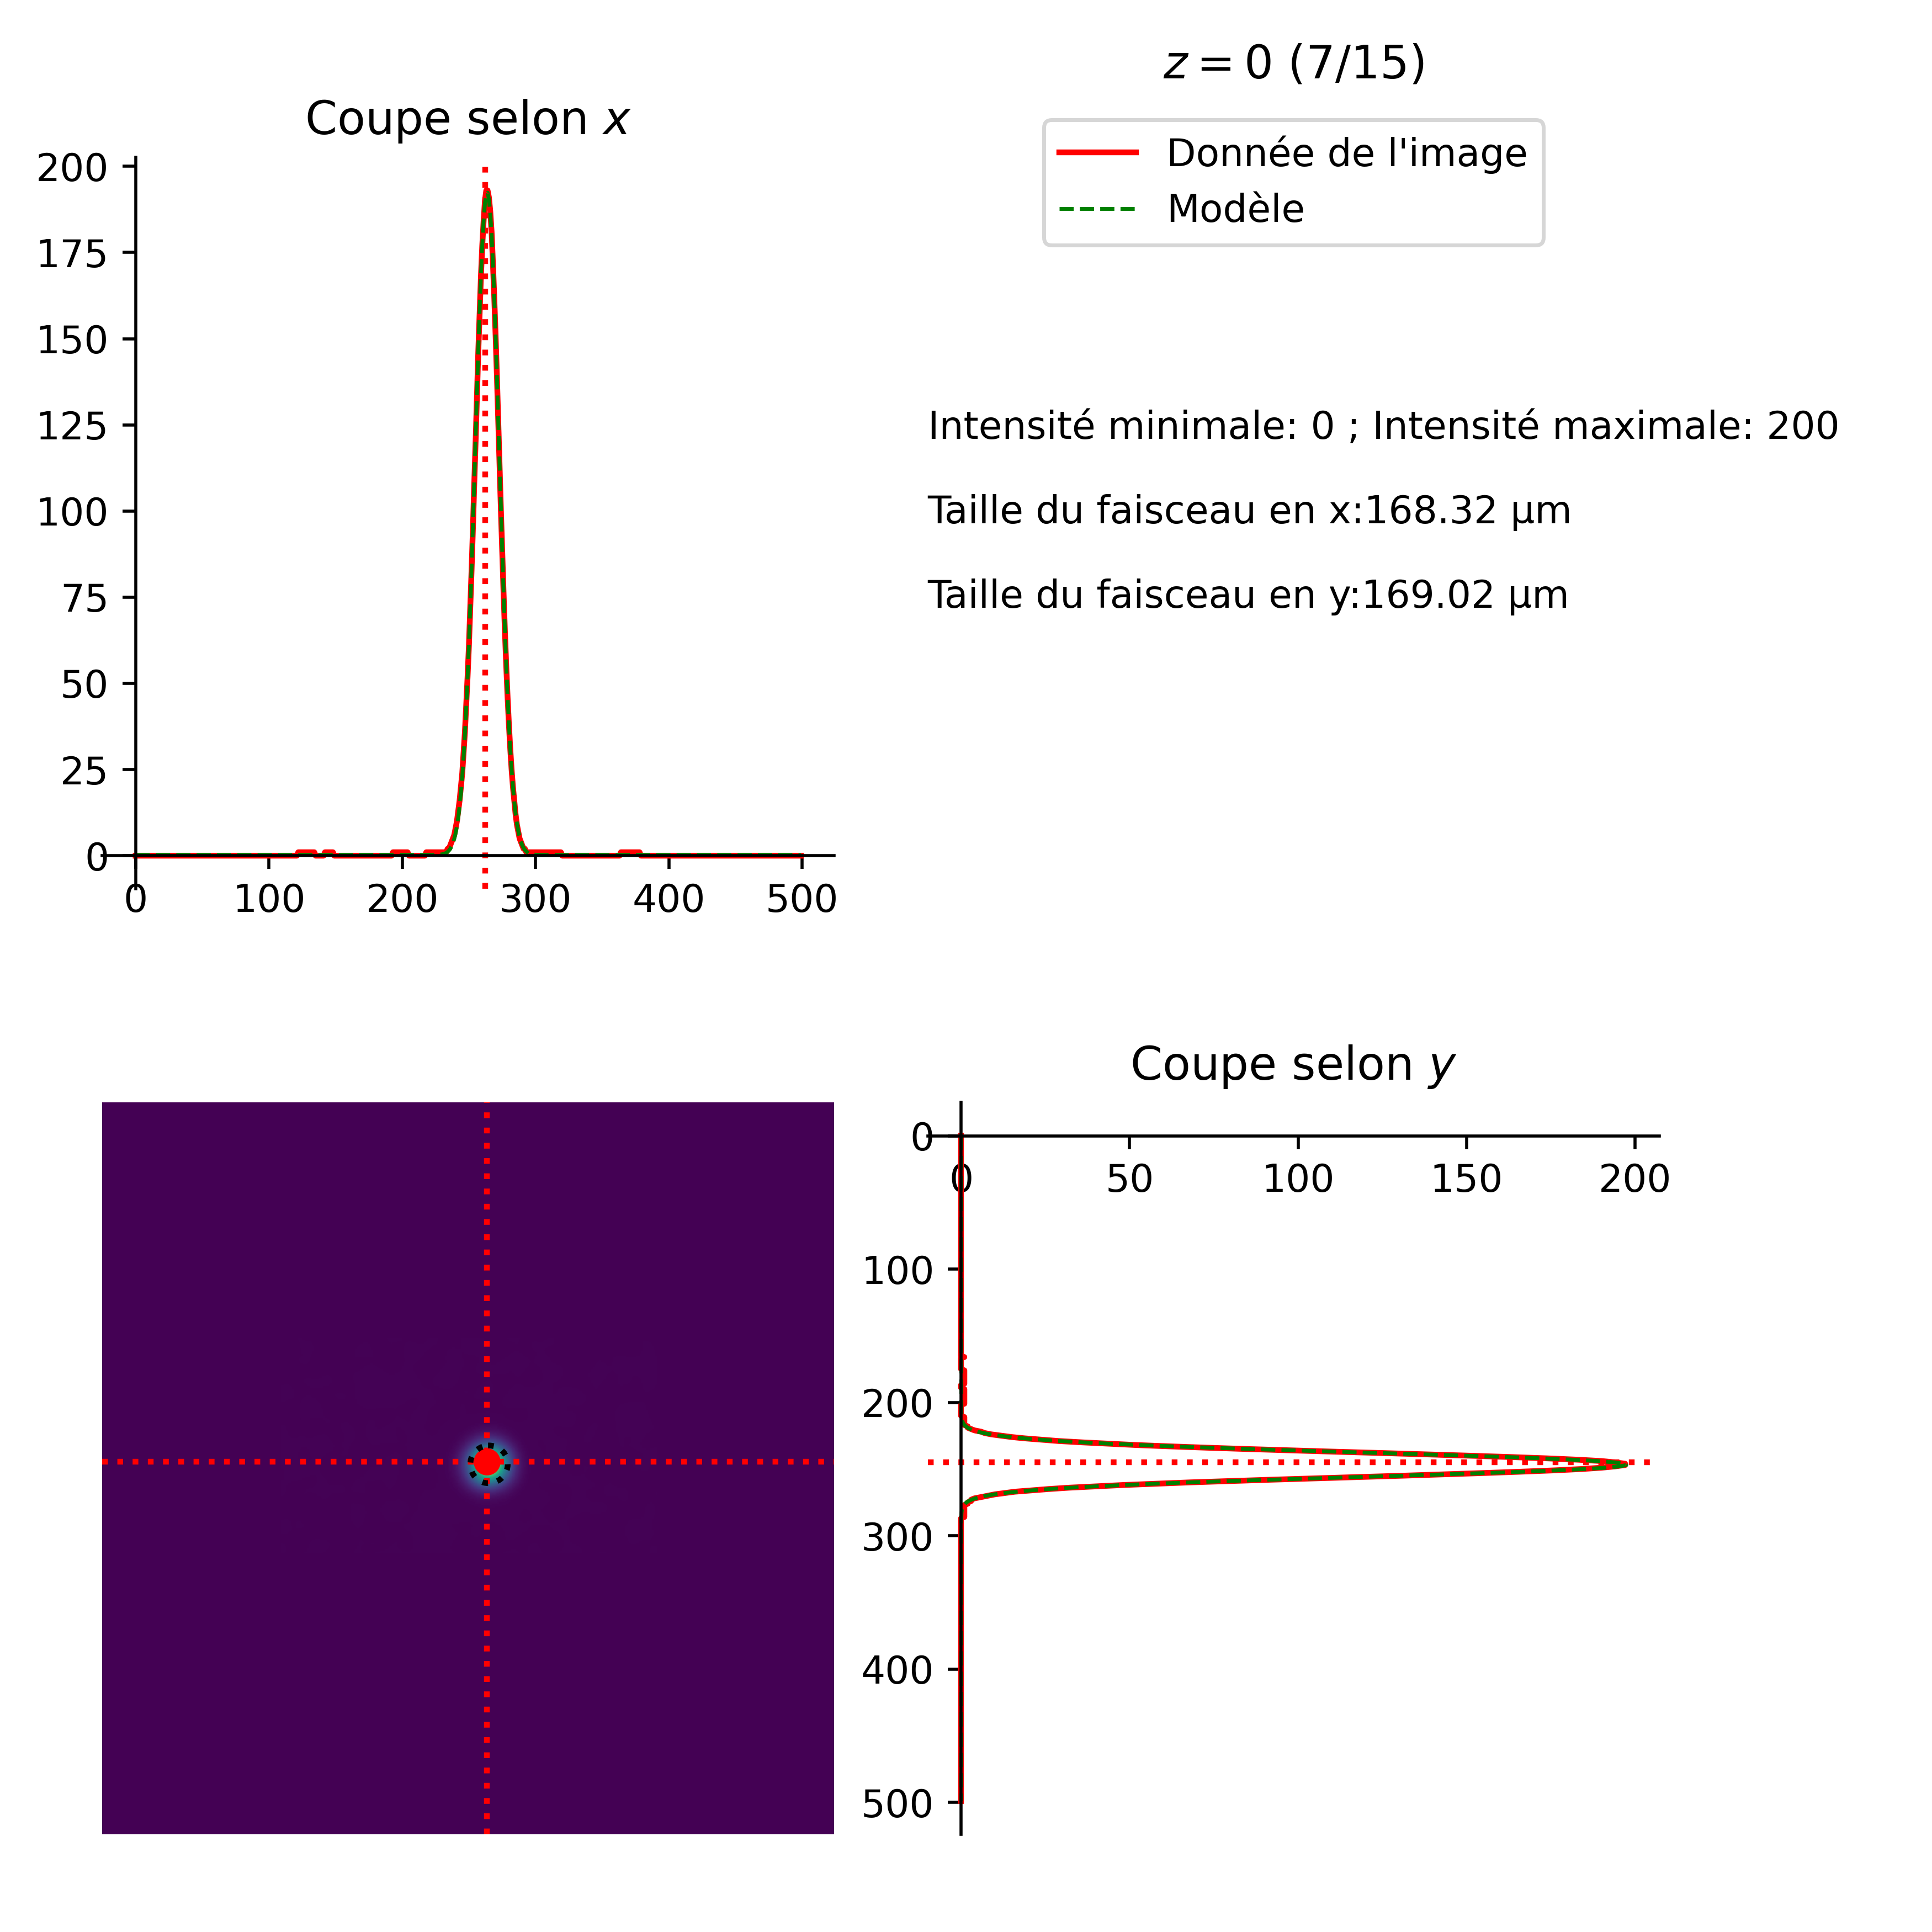 z = 0 (7/15)
Coupe selon x
Donnée de l'image
Modèle
200
175
150
125
100
75
50
25
0
0 100 200 300 400 500
Intensité minimale: 0 ; Intensité maximale: 200
Taille du faisceau en x:168.32 µm
Taille du faisceau en y:169.02 µm
Coupe selon y
0
0 50 100 150 200
100
200
300
400
500